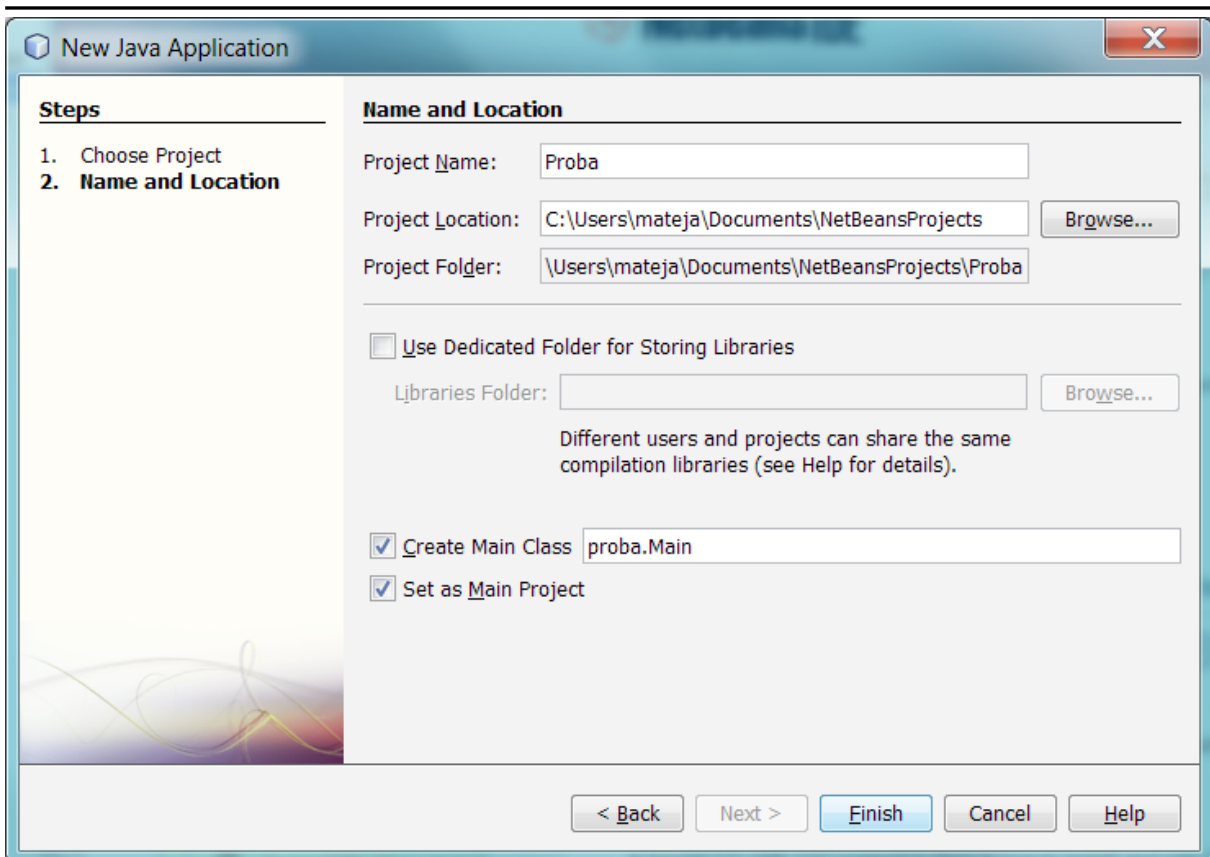 New Java Application
Steps
1. Choose Project
2. Name and Location
Name and Location
Project Name: Proba
Project Location: C:\Users\mateja\Documents\NetBeansProjects Browse...
Project Folder: \Users\mateja\Documents\NetBeansProjects\Proba
Use Dedicated Folder for Storing Libraries
Libraries Folder: Browse...
Different users and projects can share the same
compilation libraries (see Help for details).
Create Main Class proba.Main
Set as Main Project
< Back Next > Finish Cancel Help